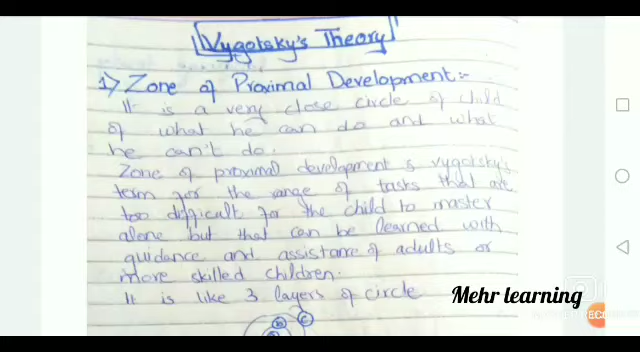 Vygotsky's Theory
1) Zone of Proximal Development:-
It is a very close circle of child
of what he can do and what
he can't do.
Zone of proximal development is vygotsky's
term for the range of tasks that are
too difficult for the child to master
alone but that can be learned with
guidance and assistance of adults or
more skilled children.
It is like 3 layers of circle
Mehr learning
b c